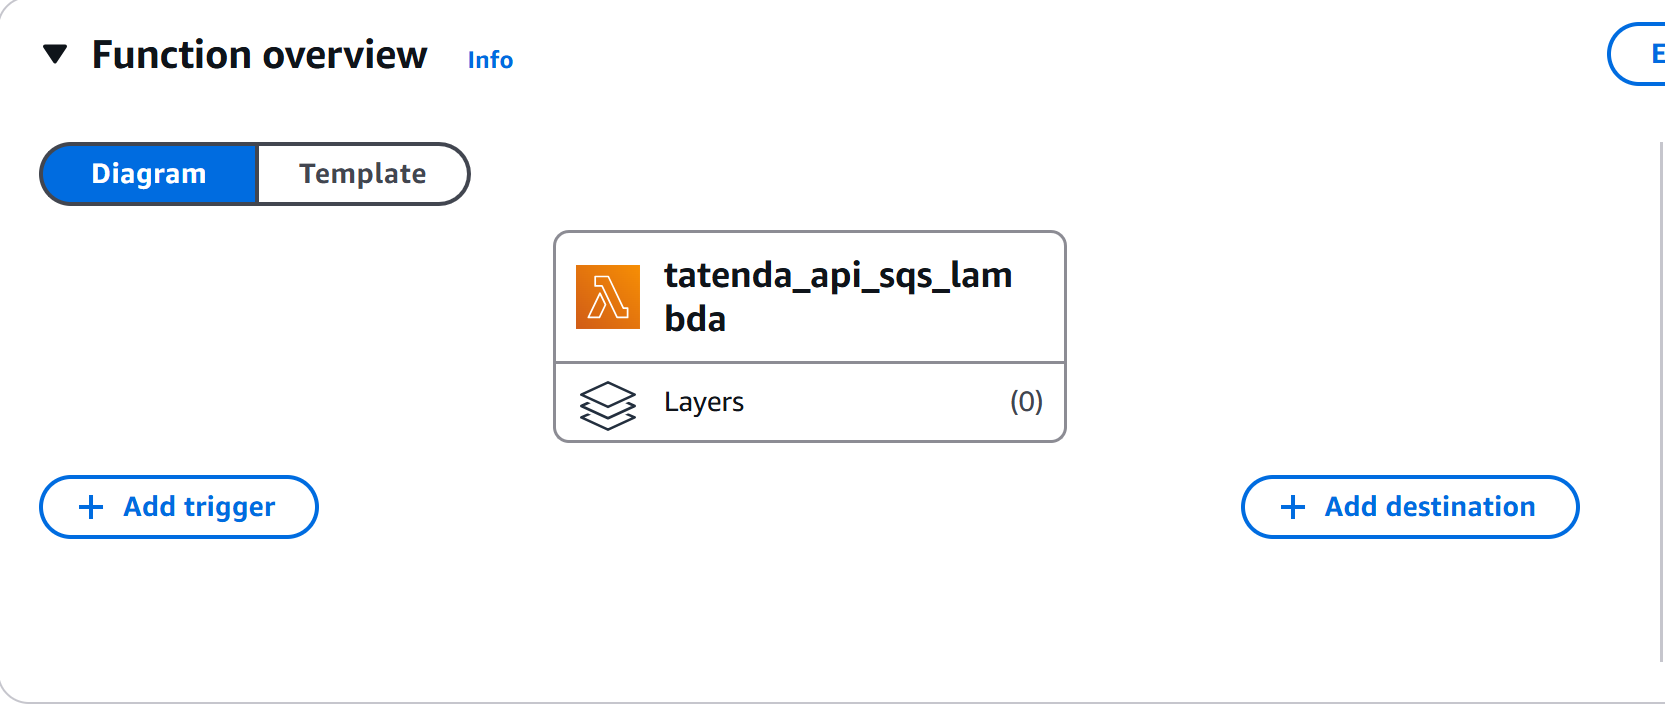 Function overview Info
E
Diagram Template
tatenda_api_sqs_lam
bda
Layers (0)
+ Add trigger
+ Add destination